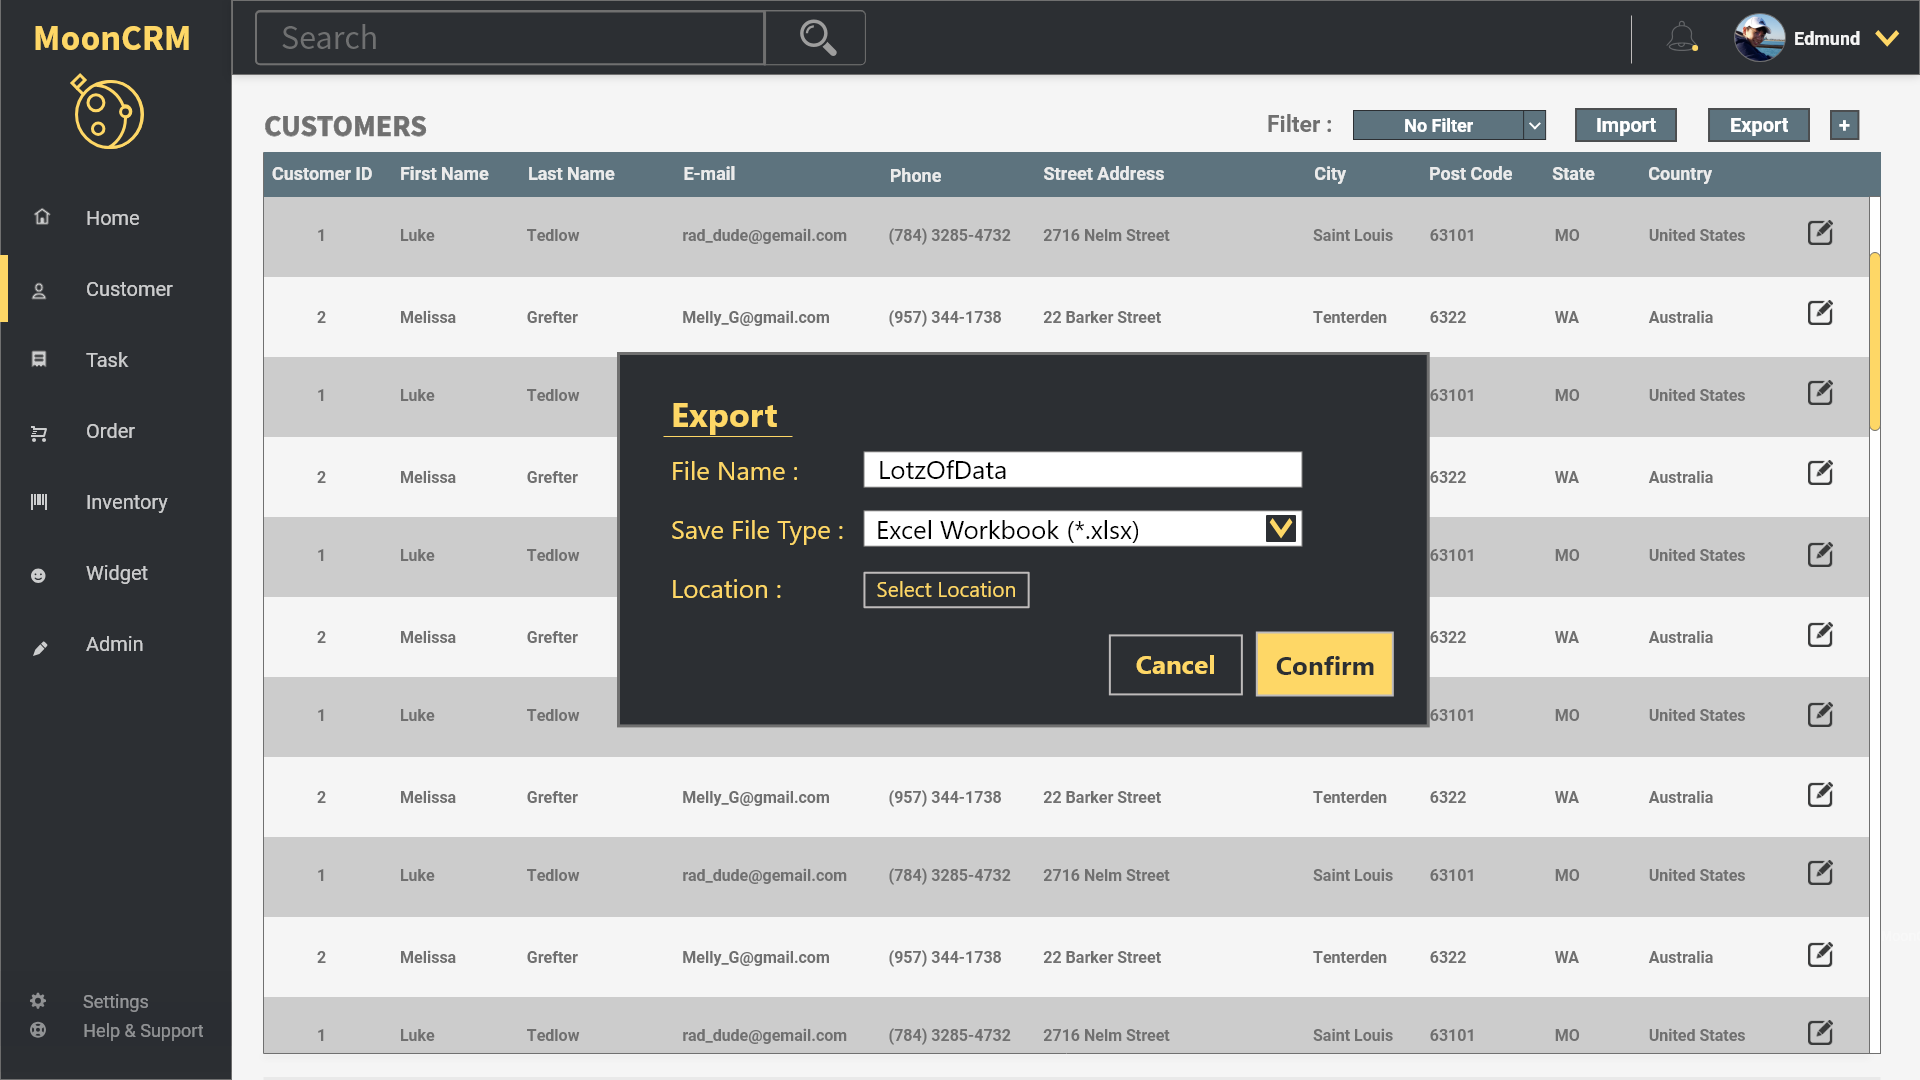 MoonCRM
Search
Edmund
Home
Customer
Task
Order
Inventory
Widget
Admin
Settings
Help & Support
CUSTOMERS
Filter : No Filter Import Export +
Customer ID First Name Last Name E-mail Phone Street Address City Post Code State Country
1 Luke Tedlow rad_dude@gemail.com (784) 3285-4732 2716 Nelm Street Saint Louis 63101 MO United States
2 Melissa Grefter Melly_G@gmail.com (957) 344-1738 22 Barker Street Tenterden 6322 WA Australia
1 Luke Tedlow 63101 MO United States
2 Melissa Grefter 6322 WA Australia
1 Luke Tedlow 63101 MO United States
2 Melissa Grefter 6322 WA Australia
1 Luke Tedlow 63101 MO United States
2 Melissa Grefter Melly_G@gmail.com (957) 344-1738 22 Barker Street Tenterden 6322 WA Australia
1 Luke Tedlow rad_dude@gemail.com (784) 3285-4732 2716 Nelm Street Saint Louis 63101 MO United States
2 Melissa Grefter Melly_G@gmail.com (957) 344-1738 22 Barker Street Tenterden 6322 WA Australia
1 Luke Tedlow rad_dude@gemail.com (784) 3285-4732 2716 Nelm Street Saint Louis 63101 MO United States
Export
File Name : LotzOfData
Save File Type : Excel Workbook (*.xlsx)
Location : Select Location
Cancel Confirm